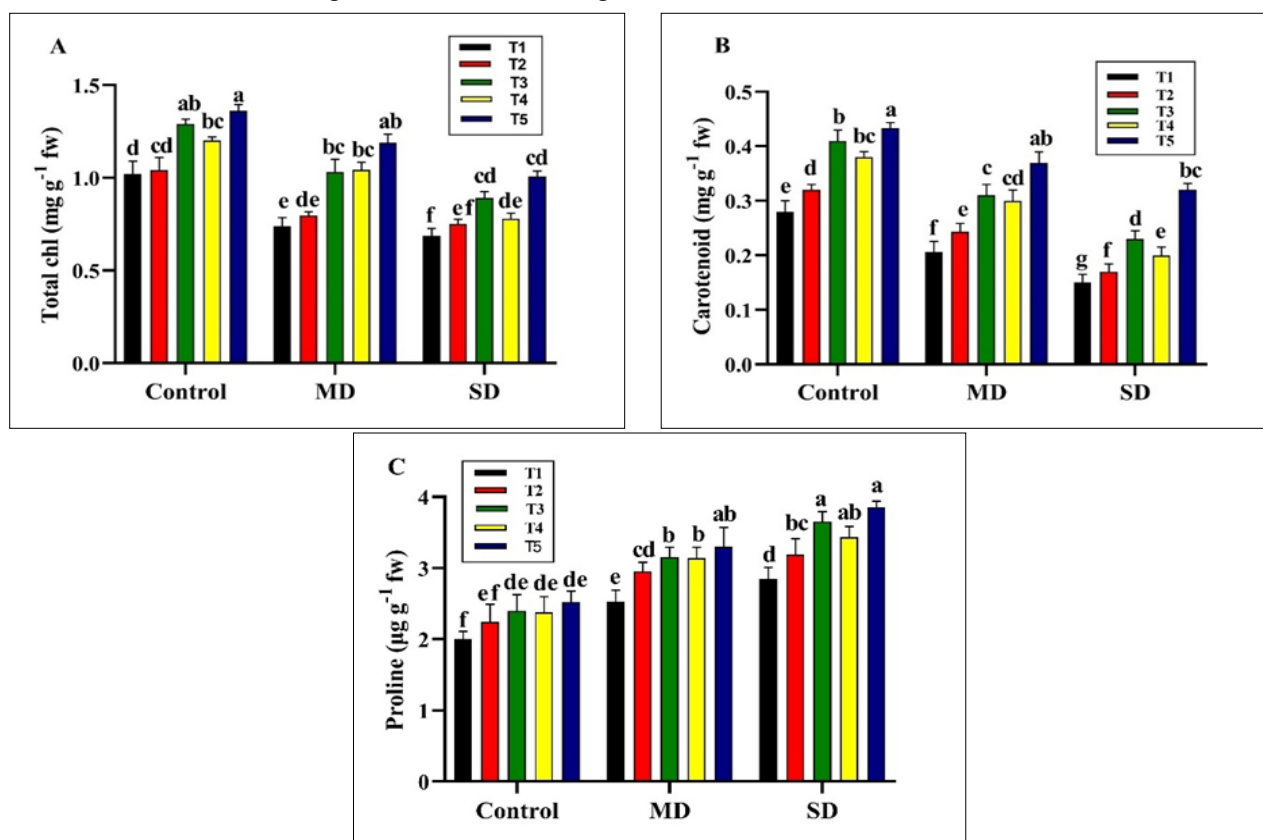 A
T1
T2
T3
T4
T5
Total chl (mg g⁻¹ fw)
1.5
1.0
0.5
0.0
d cd ab bc a
e de bc bc ab
f ef cd de cd
Control MD SD
B
T1
T2
T3
T4
T5
Carotenoid (mg g⁻¹ fw)
0.5
0.4
0.3
0.2
0.1
0.0
e d b bc a
f e c cd ab
g f d e bc
Control MD SD
C
T1
T2
T3
T4
T5
Proline (µg g⁻¹ fw)
4
3
2
1
0
f ef de de de
e cd b b ab
d bc a ab a
Control MD SD